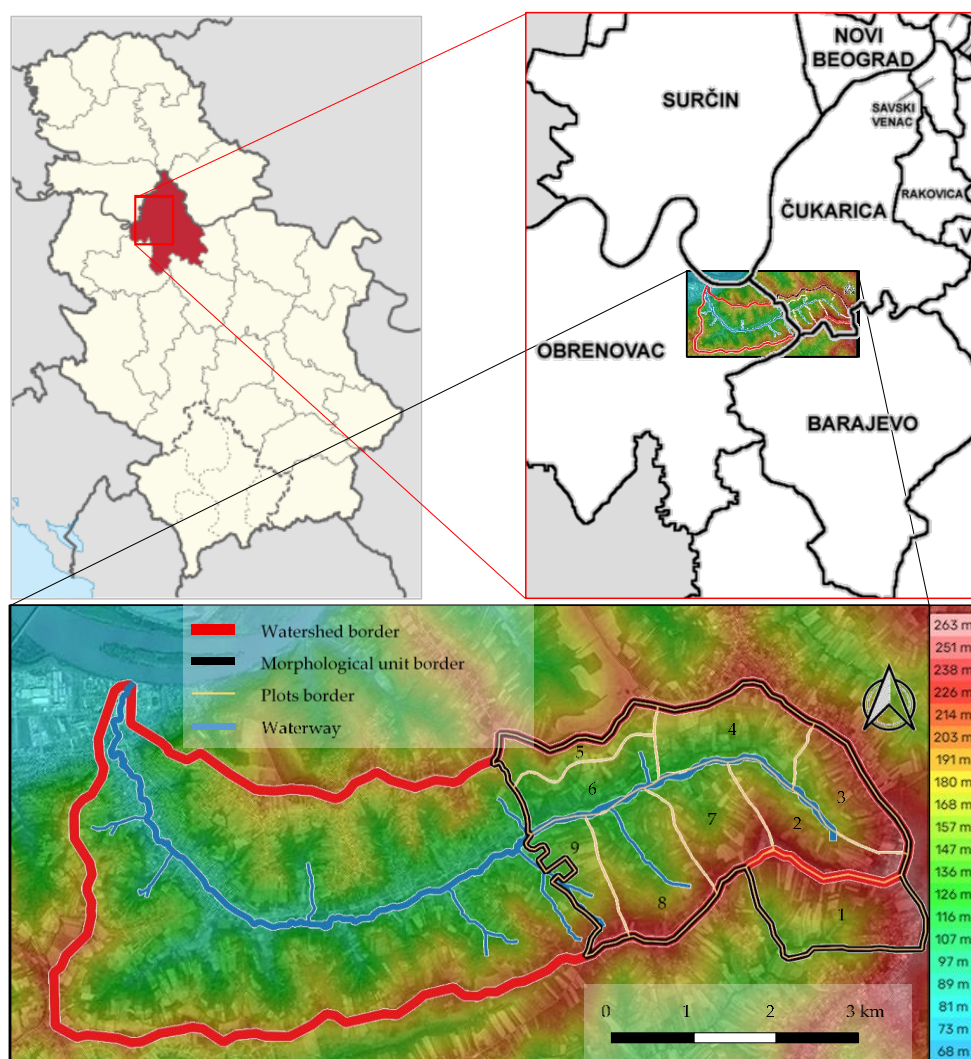 NOVI
BEOGRAD
SURČIN
SAVSKI
VENAC
RAKOVICA
ČUKARICA
V
OBRENOVAC
BARAJEVO
Watershed border
Morphological unit border
Plots border
Waterway
263 m
251 m
238 m
226 m
214 m
203 m
191 m
180 m
168 m
157 m
147 m
136 m
126 m
116 m
107 m
97 m
89 m
81 m
73 m
68 m
4
5
6
3
7
2
9
8
1
0 1 2 3 km